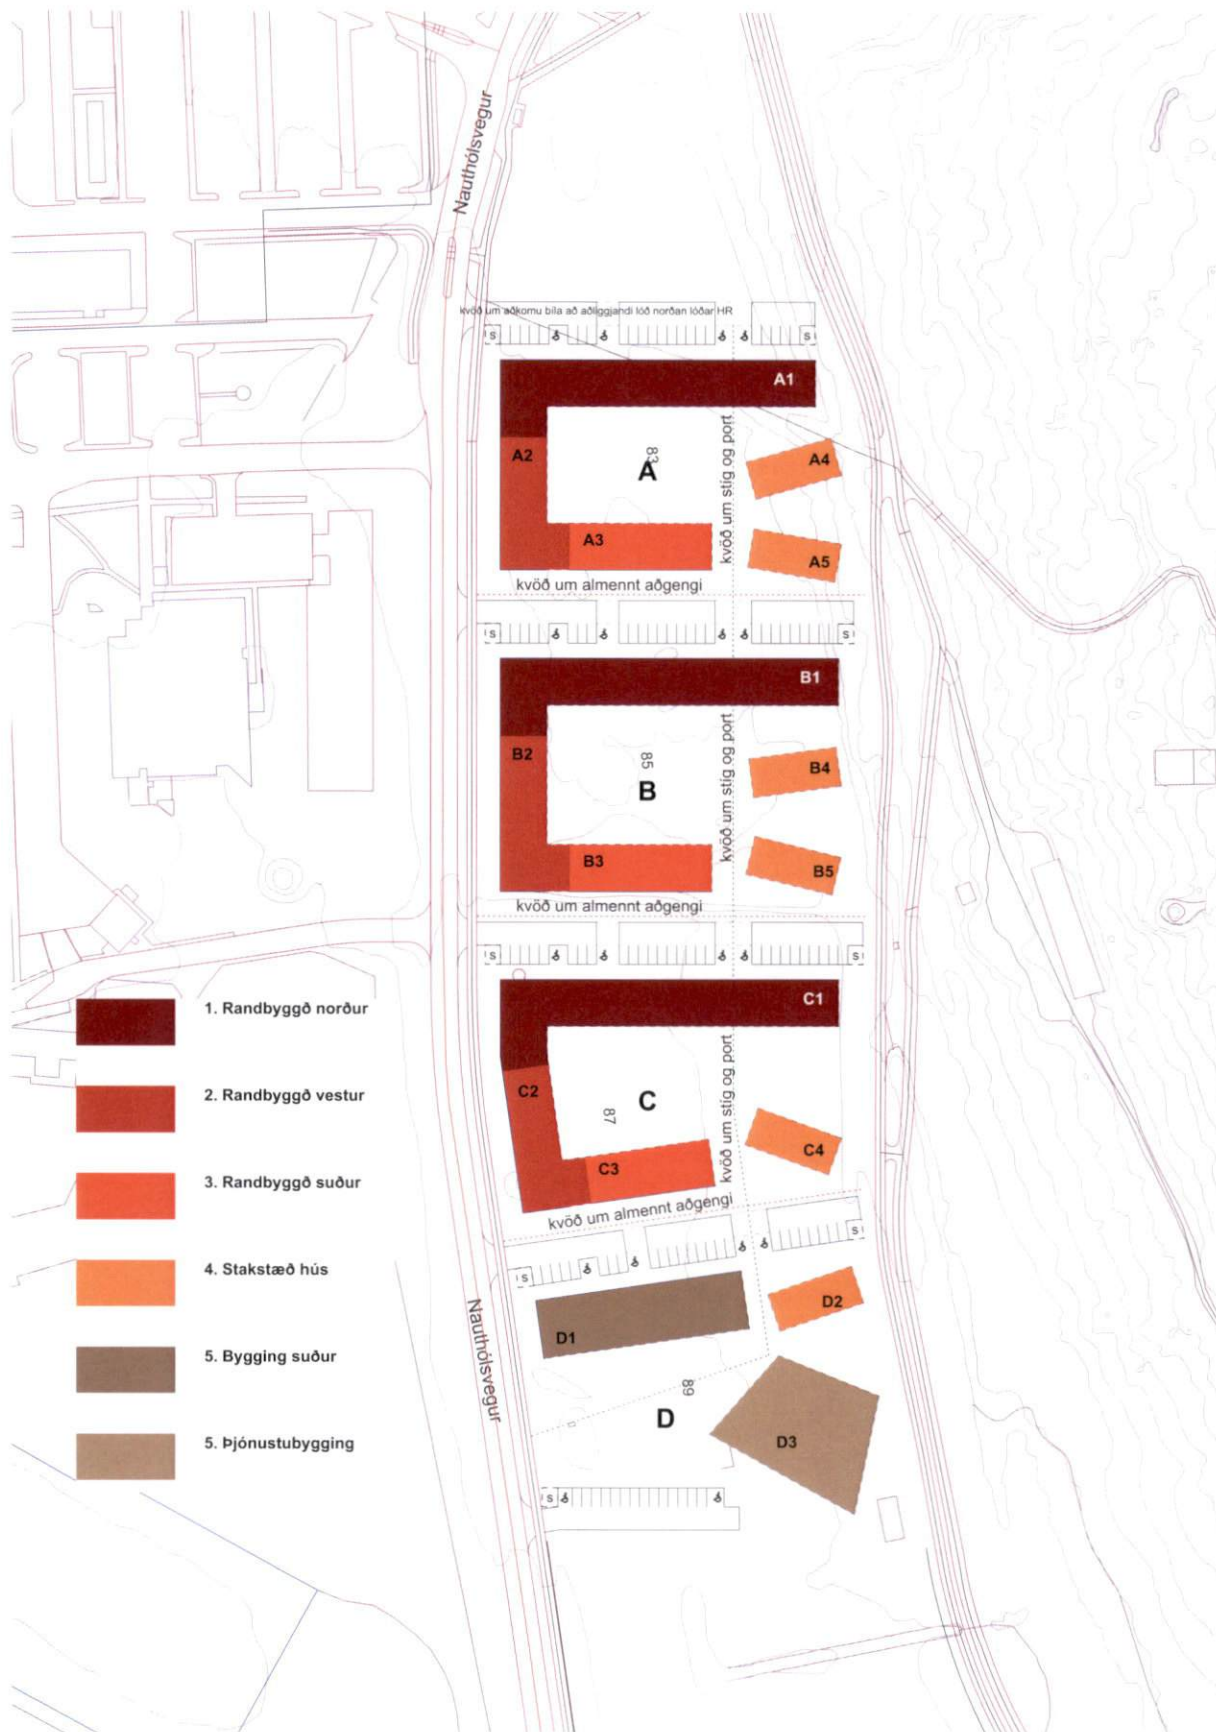 Nauthólsvegur
kvöð um aðkomu bíla að aðliggjandi lóð norðan lóðar HR
S
S
A1
A2
83
A
kvöð um stíg og port
A4
A3
A5
kvöð um almennt aðgengi
S
S
B1
B2
85
B
kvöð um stíg og port
B4
B3
B5
kvöð um almennt aðgengi
S
S
C1
C2
87
C
kvöð um stíg og port
C4
C3
kvöð um almennt aðgengi
S
S
D2
D1
Nauthólsvegur
89
D
D3
S
1. Randbyggð norður
2. Randbyggð vestur
3. Randbyggð suður
4. Stakstæð hús
5. Bygging suður
5. Þjónustubygging